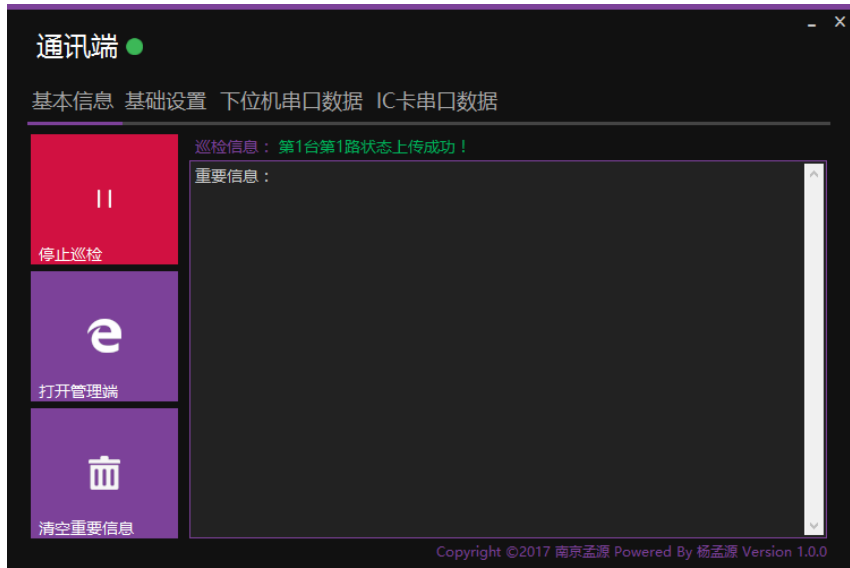 通讯端
基本信息 基础设置 下位机串口数据 IC卡串口数据
巡检信息：第1台第1路状态上传成功！
重要信息：
停止巡检
打开管理端
清空重要信息
Copyright ©2017 南京孟源 Powered By 杨孟源 Version 1.0.0